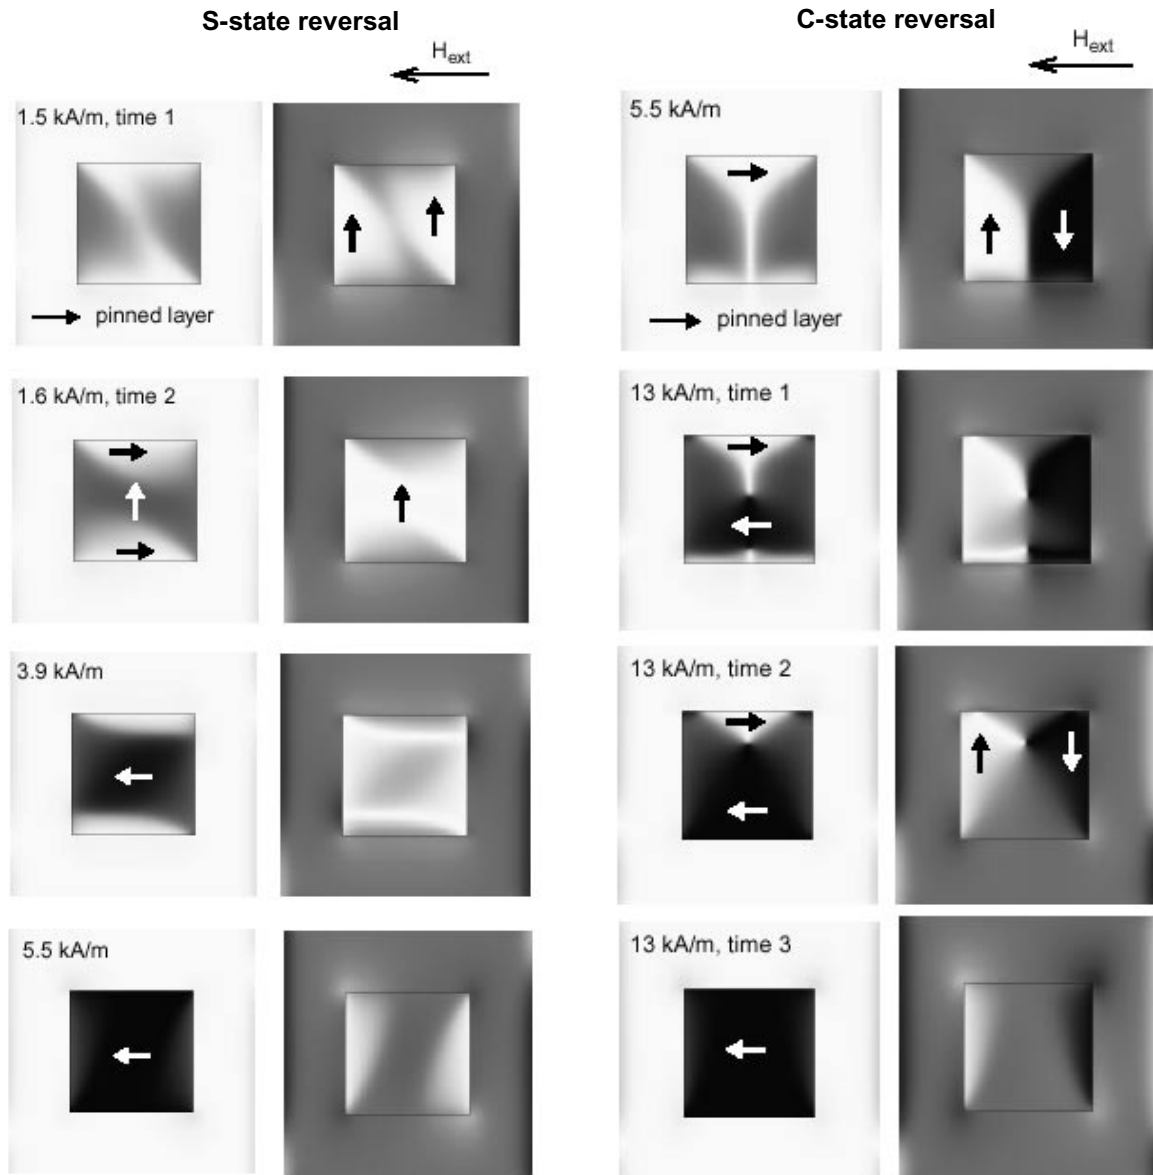 S-state reversal
H_ext
1.5 kA/m, time 1
pinned layer
1.6 kA/m, time 2
3.9 kA/m
5.5 kA/m
C-state reversal
H_ext
5.5 kA/m
pinned layer
13 kA/m, time 1
13 kA/m, time 2
13 kA/m, time 3